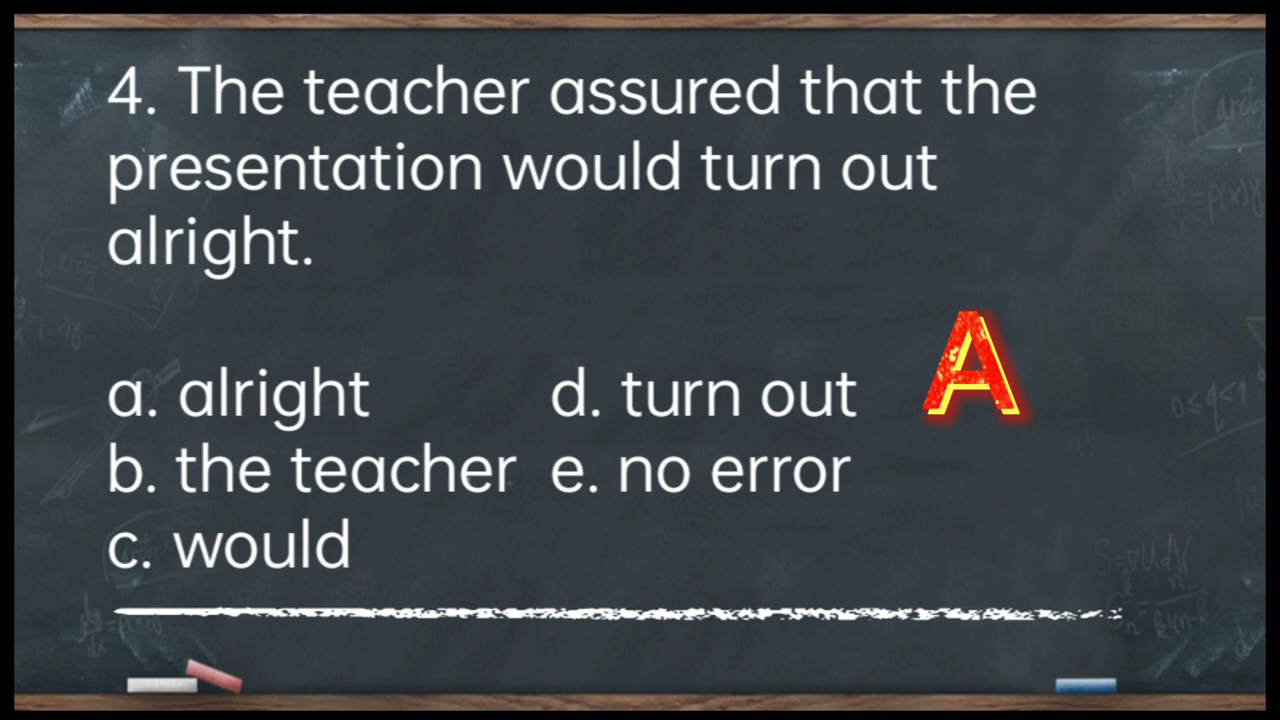 4. The teacher assured that the
presentation would turn out
alright.
a. alright
d. turn out
A
b. the teacher
e. no error
c. would